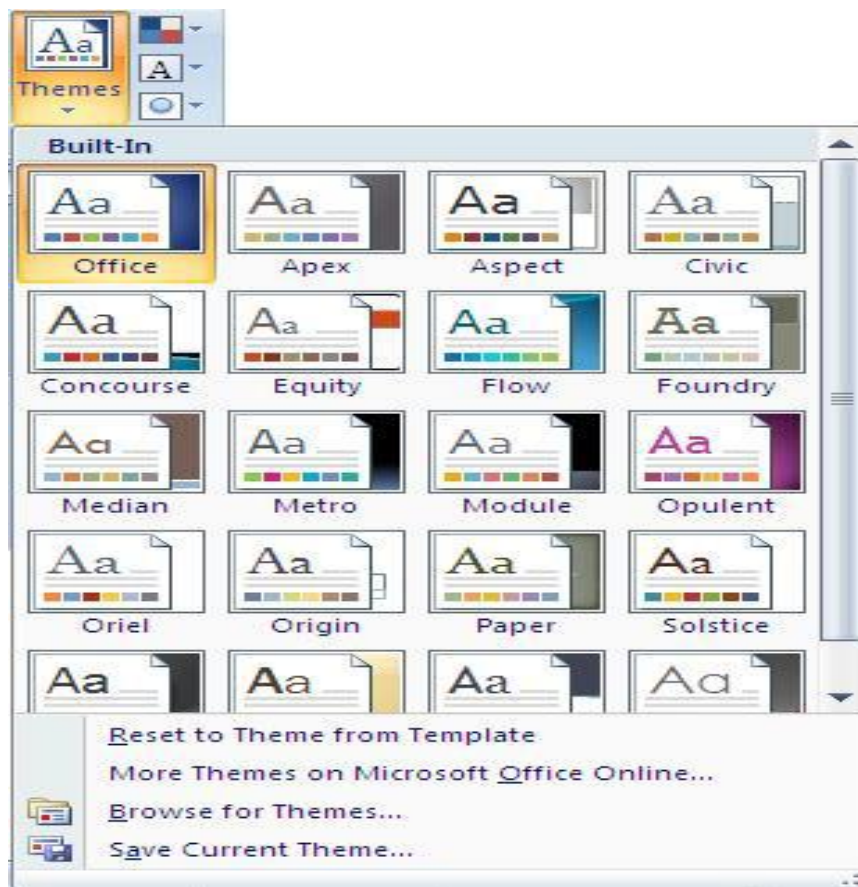 Aa
Themes
A
Built-In
Aa Aa Aa Aa
Office Apex Aspect Civic
Aa Aa Aa Aa
Concourse Equity Flow Foundry
Aa Aa Aa Aa
Median Metro Module Opulent
Aa Aa Aa Aa
Oriel Origin Paper Solstice
Aa Aa Aa Aa
Reset to Theme from Template
More Themes on Microsoft Office Online...
Browse for Themes...
Save Current Theme...